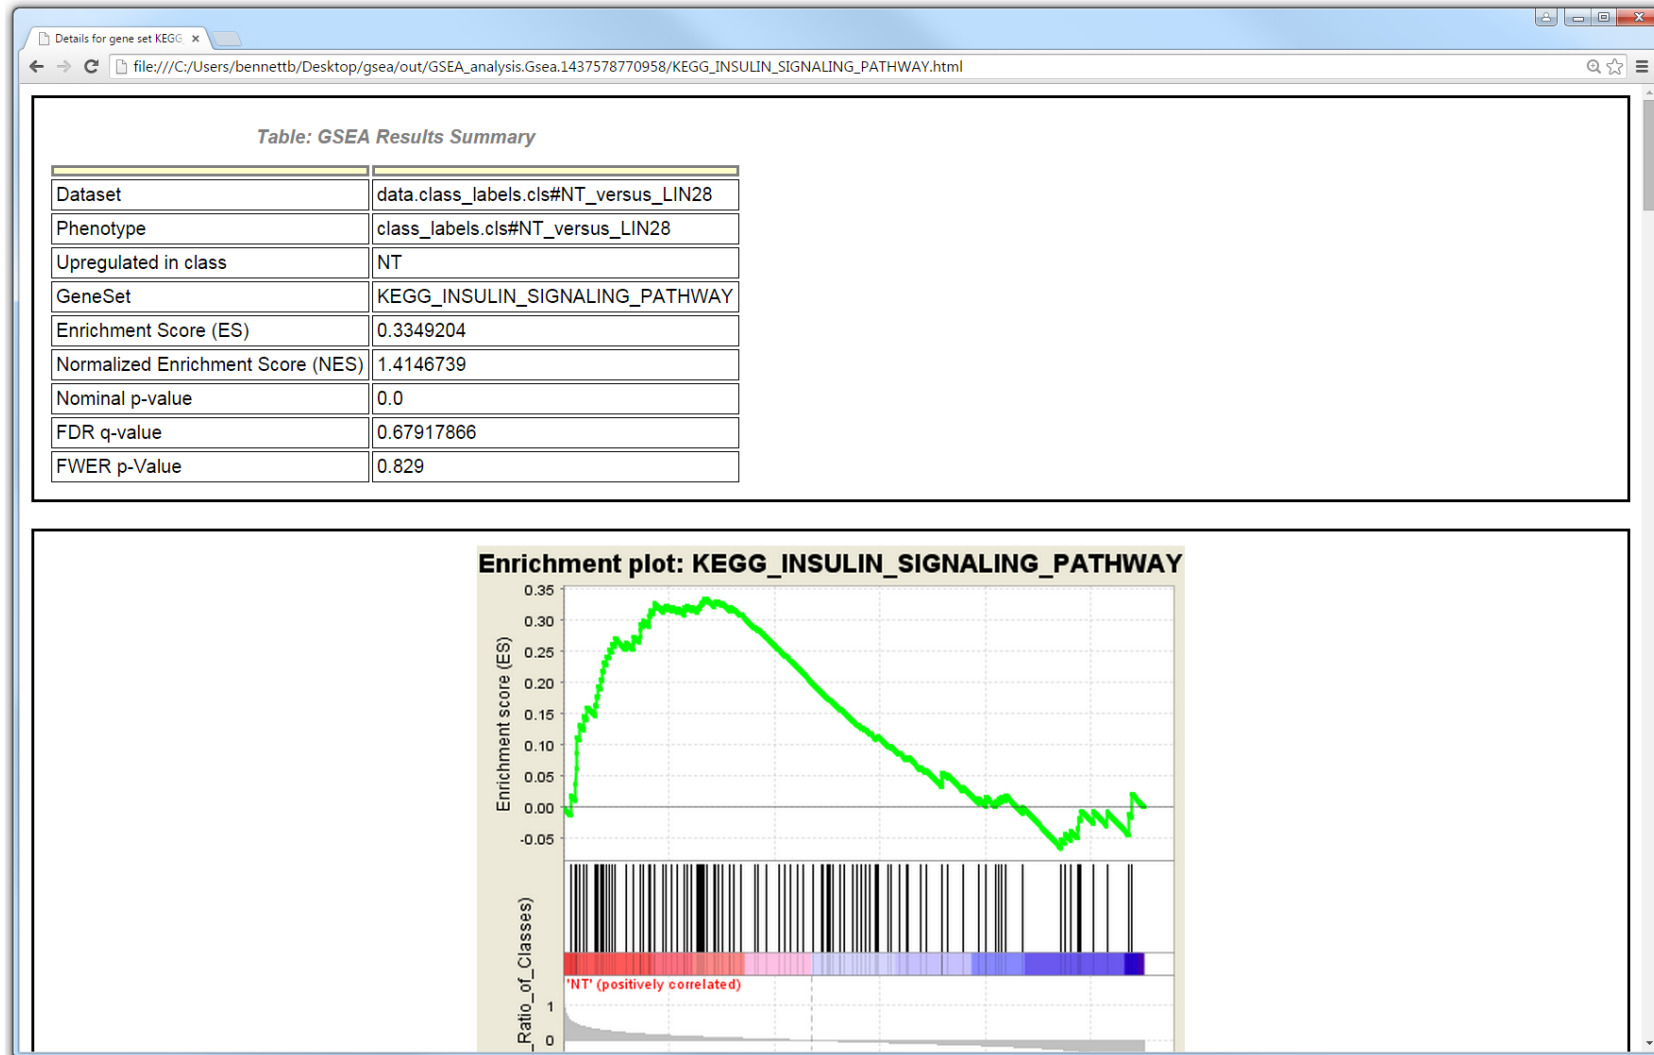 Details for gene set KEGG_
file:///C:/Users/bennettb/Desktop/gsea/out/GSEA_analysis.Gsea.1437578770958/KEGG_INSULIN_SIGNALING_PATHWAY.html
Table: GSEA Results Summary
Dataset data.class_labels.cls#NT_versus_LIN28
Phenotype class_labels.cls#NT_versus_LIN28
Upregulated in class NT
GeneSet KEGG_INSULIN_SIGNALING_PATHWAY
Enrichment Score (ES) 0.3349204
Normalized Enrichment Score (NES) 1.4146739
Nominal p-value 0.0
FDR q-value 0.67917866
FWER p-Value 0.829
Enrichment plot: KEGG_INSULIN_SIGNALING_PATHWAY
Enrichment score (ES)
0.35
0.30
0.25
0.20
0.15
0.10
0.05
0.00
-0.05
_Ratio_of_Classes)
'NT' (positively correlated)
1
0